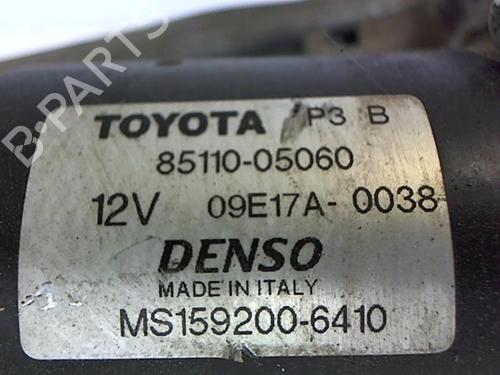 TOYOTA P3 B
85110-05060
12V 09E17A-0038
DENSO
MADE IN ITALY
MS159200-6410
B-PARTS